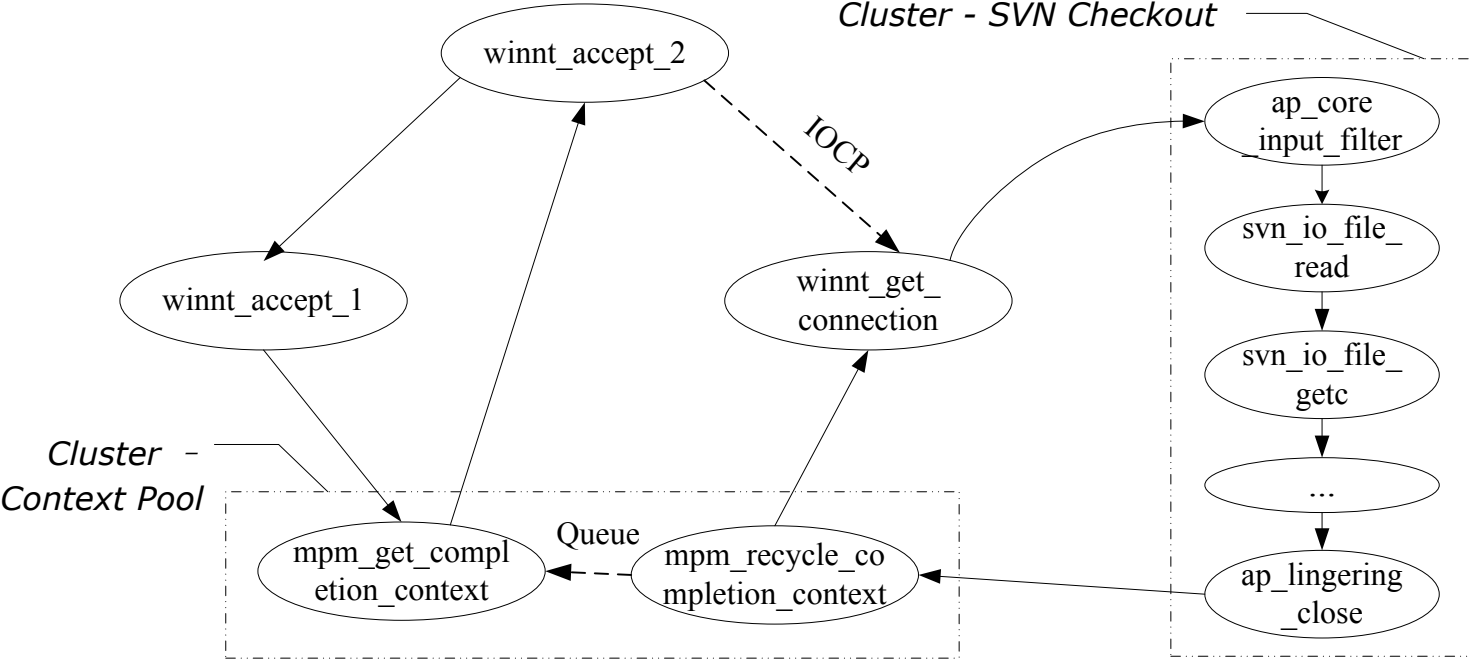 Cluster - SVN Checkout
winnt_accept_2
ap_core
_input_filter
IOCP
svn_io_file_
read
winnt_accept_1
winnt_get_
connection
svn_io_file_
getc
Cluster -
Context Pool
...
Queue
mpm_get_compl
etion_context
mpm_recycle_co
mpletion_context
ap_lingering
_close